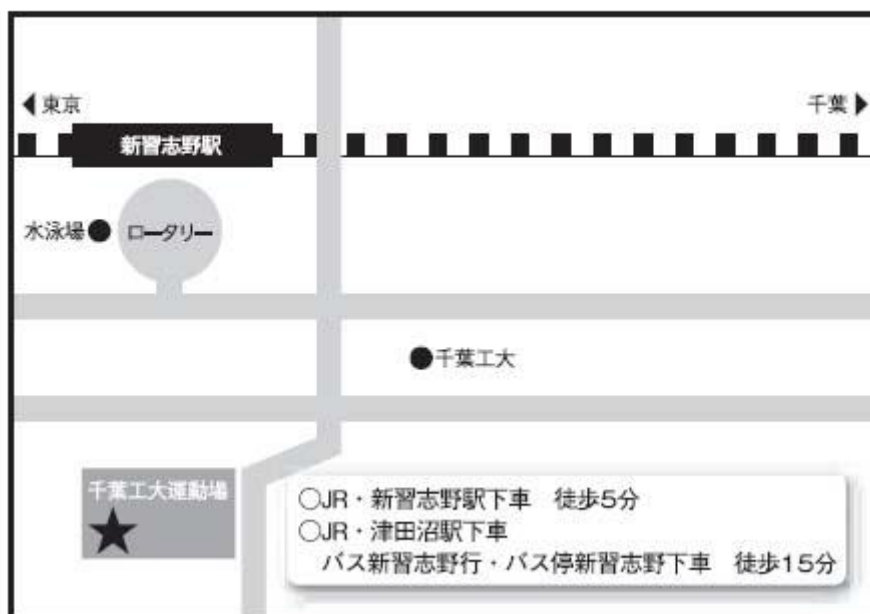 東京
千葉
新習志野駅
水泳場
ロータリー
千葉工大
千葉工大運動場
○JR・新習志野駅下車　徒歩5分
○JR・津田沼駅下車
バス新習志野行・バス停新習志野下車　徒歩15分